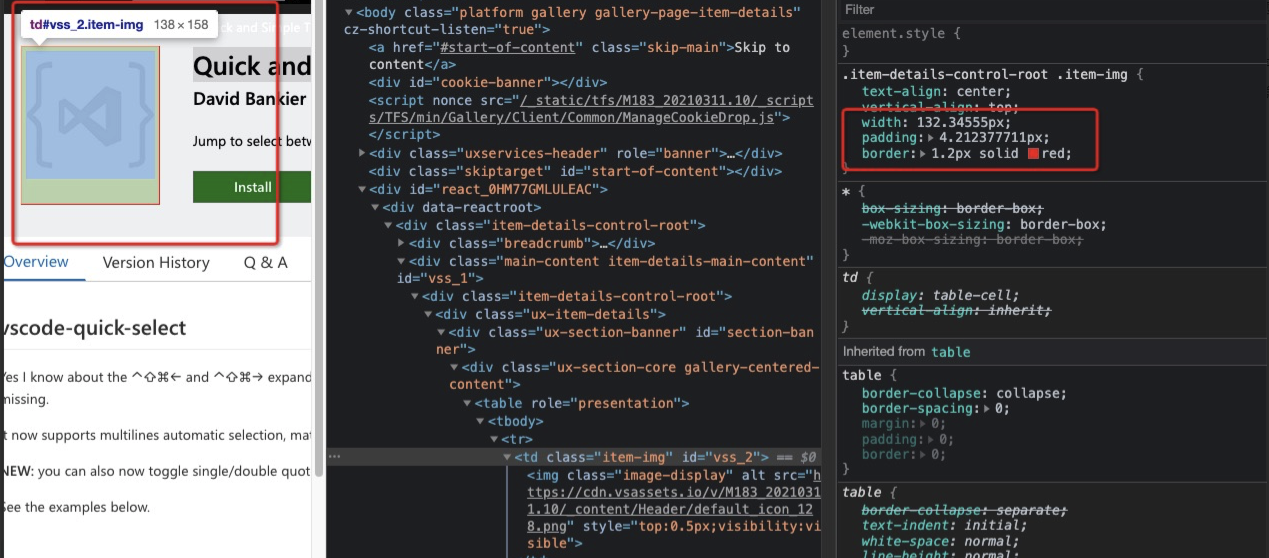 td#vss_2.item-img 138 × 158
ck and Simple T
Quick and
David Bankier
Jump to select betw
Install
Overview Version History Q & A
vscode-quick-select
Yes I know about the ⌃⇧⌘← and ⌃⇧⌘→ expand
missing.
t now supports multilines automatic selection, mat
NEW: you can also now toggle single/double quot
See the examples below.
▼<body class="platform gallery gallery-page-item-details"
cz-shortcut-listen="true">
<a href="#start-of-content" class="skip-main">Skip to
content</a>
<div id="cookie-banner"></div>
<script nonce src="/_static/tfs/M183_20210311.10/_script
s/TFS/min/Gallery/Client/Common/ManageCookieDrop.js">
</script>
▶<div class="uxservices-header" role="banner">…</div>
<div class="skiptarget" id="start-of-content"></div>
▼<div id="react_0HM77GMLULEAC">
▼<div data-reactroot>
▼<div class="item-details-control-root">
▶<div class="breadcrumb">…</div>
▼<div class="main-content item-details-main-content"
id="vss_1">
▼<div class="item-details-control-root">
▼<div class="ux-item-details">
▼<div class="ux-section-banner" id="section-ban
ner">
▼<div class="ux-section-core gallery-centered-
content">
▼<table role="presentation">
▼<tbody>
▼<tr>
… ▼<td class="item-img" id="vss_2"> == $0
<img class="image-display" alt src="h
ttps://cdn.vsassets.io/v/M183_2021031
1.10/_content/Header/default_icon_12
8.png" style="top:0.5px;visibility:vi
sible">
Filter
element.style {
}
.item-details-control-root .item-img {
text-align: center;
vertical-align: top;
width: 132.34555px;
padding:▶ 4.212377711px;
border:▶ 1.2px solid red;
}
* {
box-sizing: border-box;
-webkit-box-sizing: border-box;
-moz-box-sizing: border-box;
}
td {
display: table-cell;
vertical-align: inherit;
}
Inherited from table
table {
border-collapse: collapse;
border-spacing:▶ 0;
margin:▶ 0;
padding:▶ 0;
border:▶ 0;
}
table {
border-collapse: separate;
text-indent: initial;
white-space: normal;
line-height: normal;